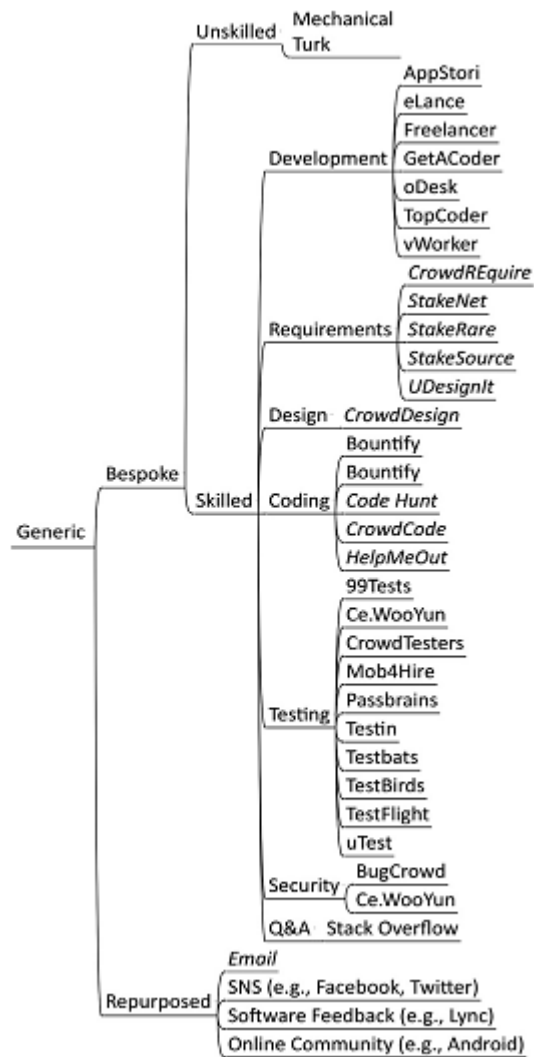 Mechanical
Unskilled
Turk
AppStori
eLance
Freelancer
Development
GetACoder
oDesk
TopCoder
vWorker
CrowdREquire
StakeNet
Requirements
StakeRare
StakeSource
UDesignIt
Design
CrowdDesign
Bountify
Bespoke
Bountify
Skilled
Coding
Code Hunt
Generic
CrowdCode
HelpMeOut
99Tests
Ce.WooYun
CrowdTesters
Mob4Hire
Passbrains
Testing
Testin
Testbats
TestBirds
TestFlight
uTest
BugCrowd
Security
Ce.WooYun
Q&A
Stack Overflow
Email
SNS (e.g., Facebook, Twitter)
Repurposed
Software Feedback (e.g., Lync)
Online Community (e.g., Android)